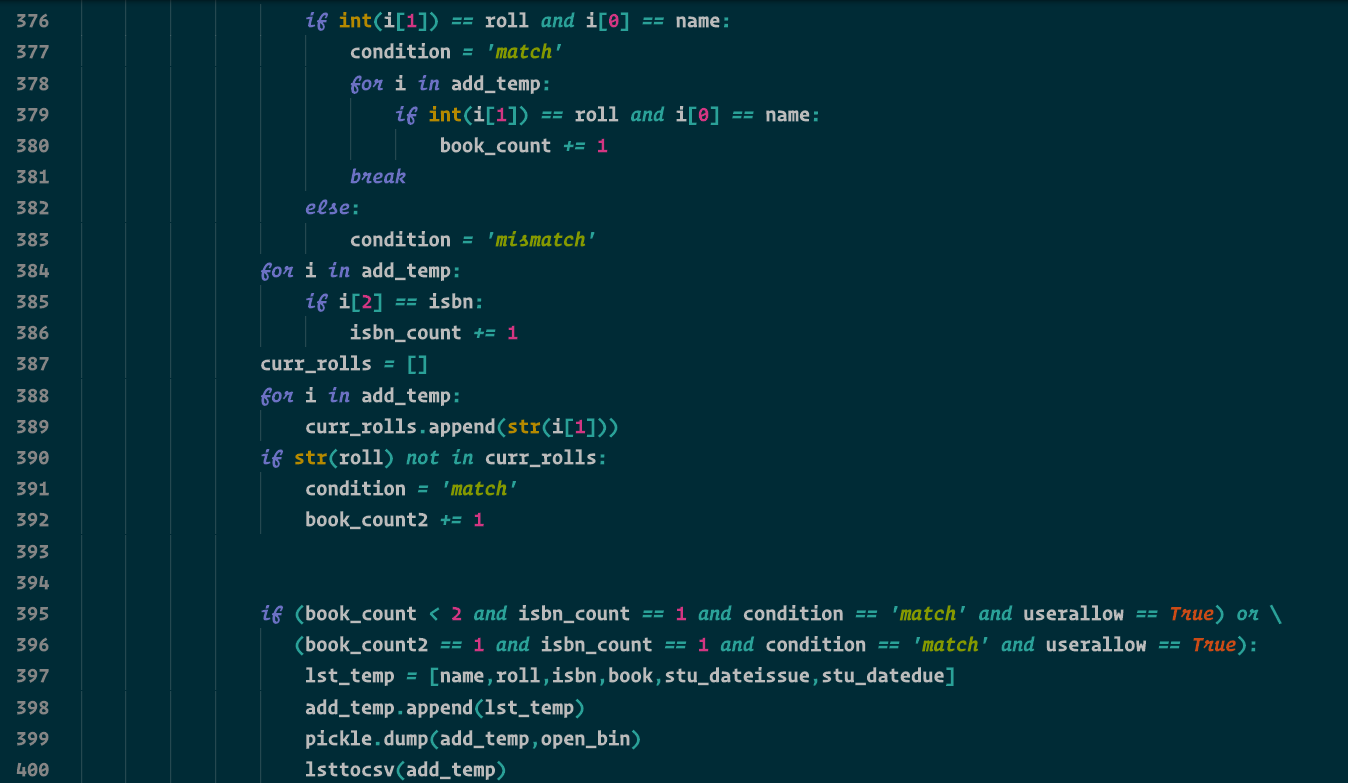 376 if int(i[1]) == roll and i[0] == name:
377 condition = 'match'
378 for i in add_temp:
379 if int(i[1]) == roll and i[0] == name:
380 book_count += 1
381 break
382 else:
383 condition = 'mismatch'
384 for i in add_temp:
385 if i[2] == isbn:
386 isbn_count += 1
387 curr_rolls = []
388 for i in add_temp:
389 curr_rolls.append(str(i[1]))
390 if str(roll) not in curr_rolls:
391 condition = 'match'
392 book_count2 += 1
393
394
395 if (book_count < 2 and isbn_count == 1 and condition == 'match' and userallow == True) or \
396 (book_count2 == 1 and isbn_count == 1 and condition == 'match' and userallow == True):
397 lst_temp = [name,roll,isbn,book,stu_dateissue,stu_datedue]
398 add_temp.append(lst_temp)
399 pickle.dump(add_temp,open_bin)
400 lsttocsv(add_temp)